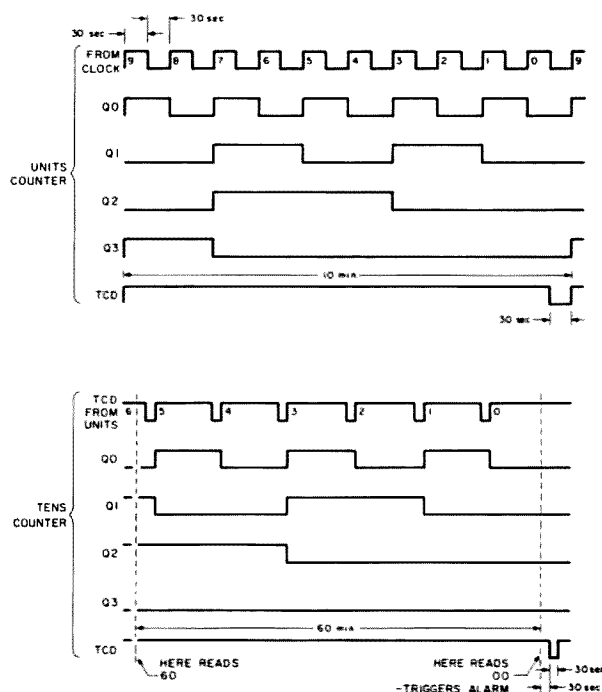 30 sec
30 sec
FROM CLOCK
9 8 7 6 5 4 3 2 1 0 9
Q0
Q1
UNITS COUNTER
Q2
Q3
10 min
TCD
30 sec
TCD FROM UNITS
6 5 4 3 2 1 0
Q0
Q1
TENS COUNTER
Q2
Q3
60 min
TCD
HERE READS 60
HERE READS 00
-TRIGGERS ALARM
30 sec
30 sec